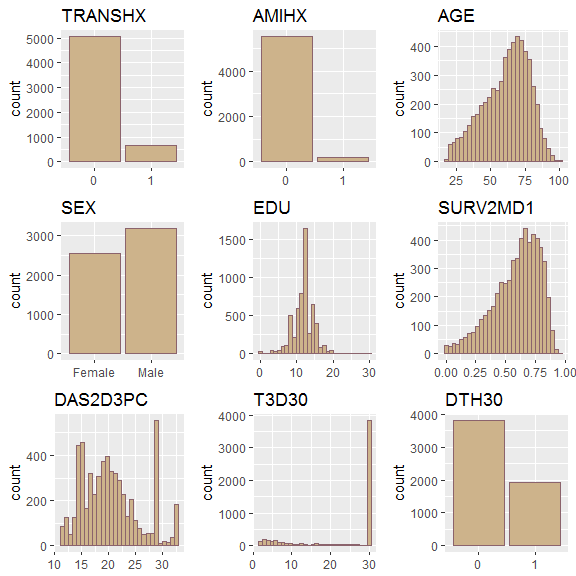 TRANSHX
count
5000
4000
3000
2000
1000
0
0 1
AMIHX
count
4000
2000
0
0 1
AGE
count
400
300
200
100
0
25 50 75 100
SEX
count
3000
2000
1000
0
Female Male
EDU
count
1500
1000
500
0
0 10 20 30
SURV2MD1
count
400
300
200
100
0
0.00 0.25 0.50 0.75 1.00
DAS2D3PC
count
400
200
0
10 15 20 25 30
T3D30
count
4000
3000
2000
1000
0
0 10 20 30
DTH30
count
4000
3000
2000
1000
0
0 1